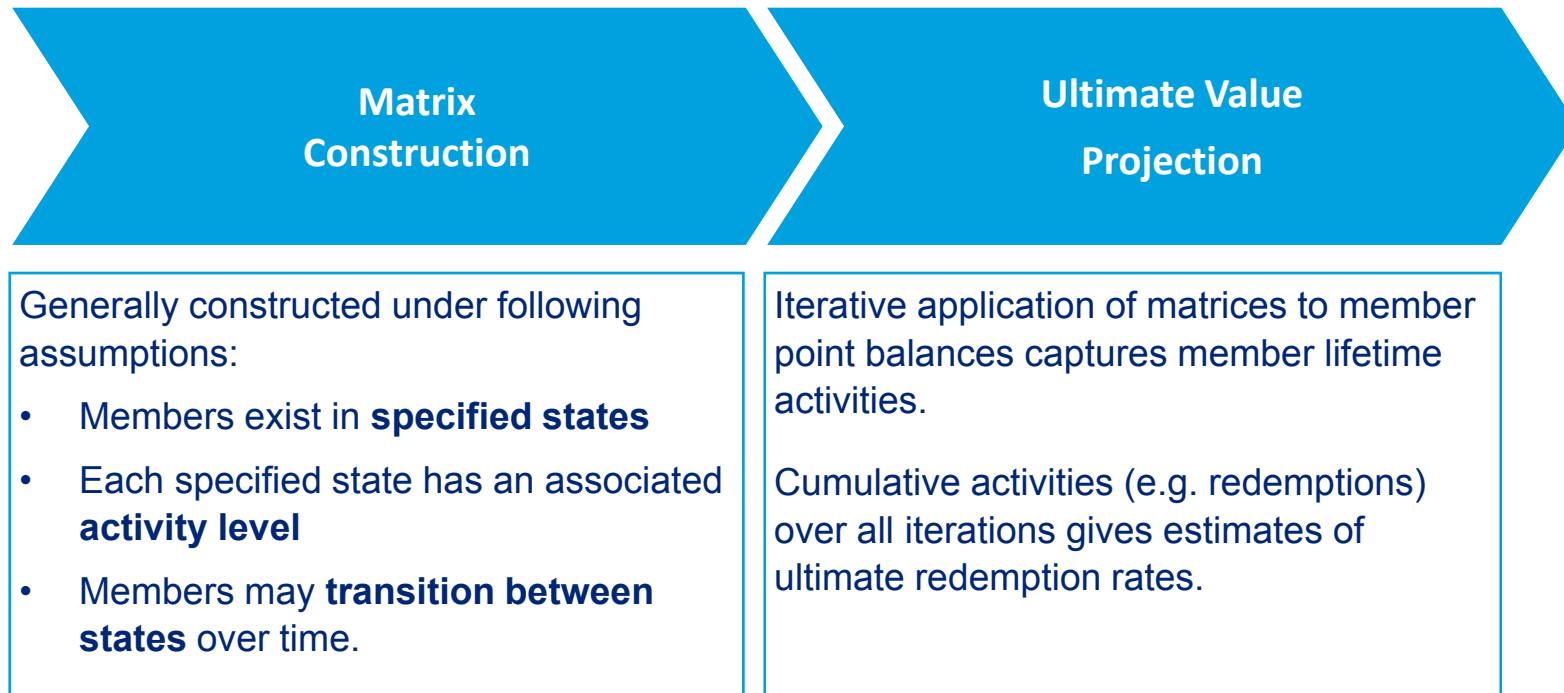 Matrix
Construction
Ultimate Value
Projection
Generally constructed under following
assumptions:
• Members exist in specified states
• Each specified state has an associated
activity level
• Members may transition between
states over time.
Iterative application of matrices to member
point balances captures member lifetime
activities.
Cumulative activities (e.g. redemptions)
over all iterations gives estimates of
ultimate redemption rates.